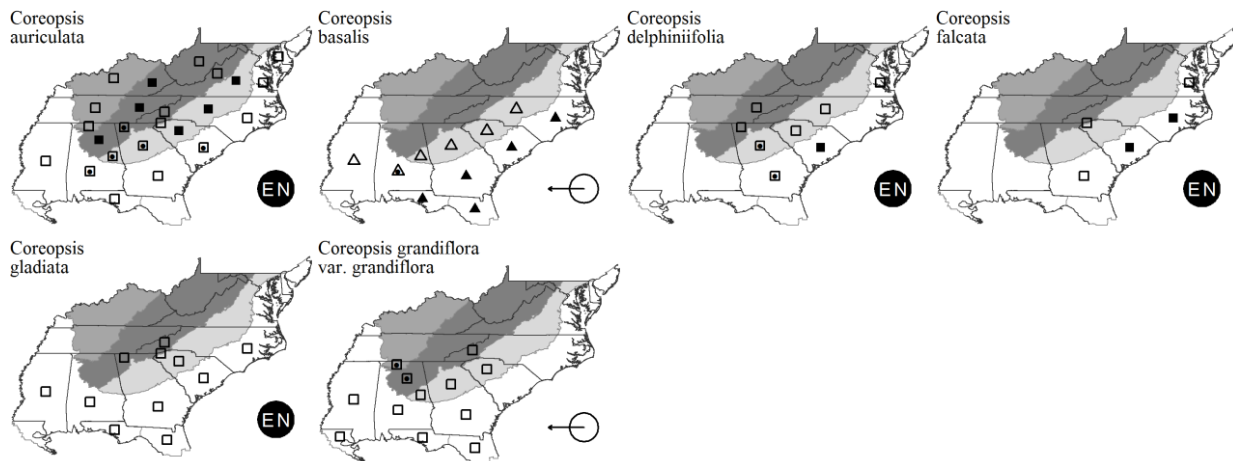 Coreopsis
auriculata
EN
Coreopsis
basalis
Coreopsis
delphiniifolia
EN
Coreopsis
falcata
EN
Coreopsis
gladiata
EN
Coreopsis grandiflora
var. grandiflora